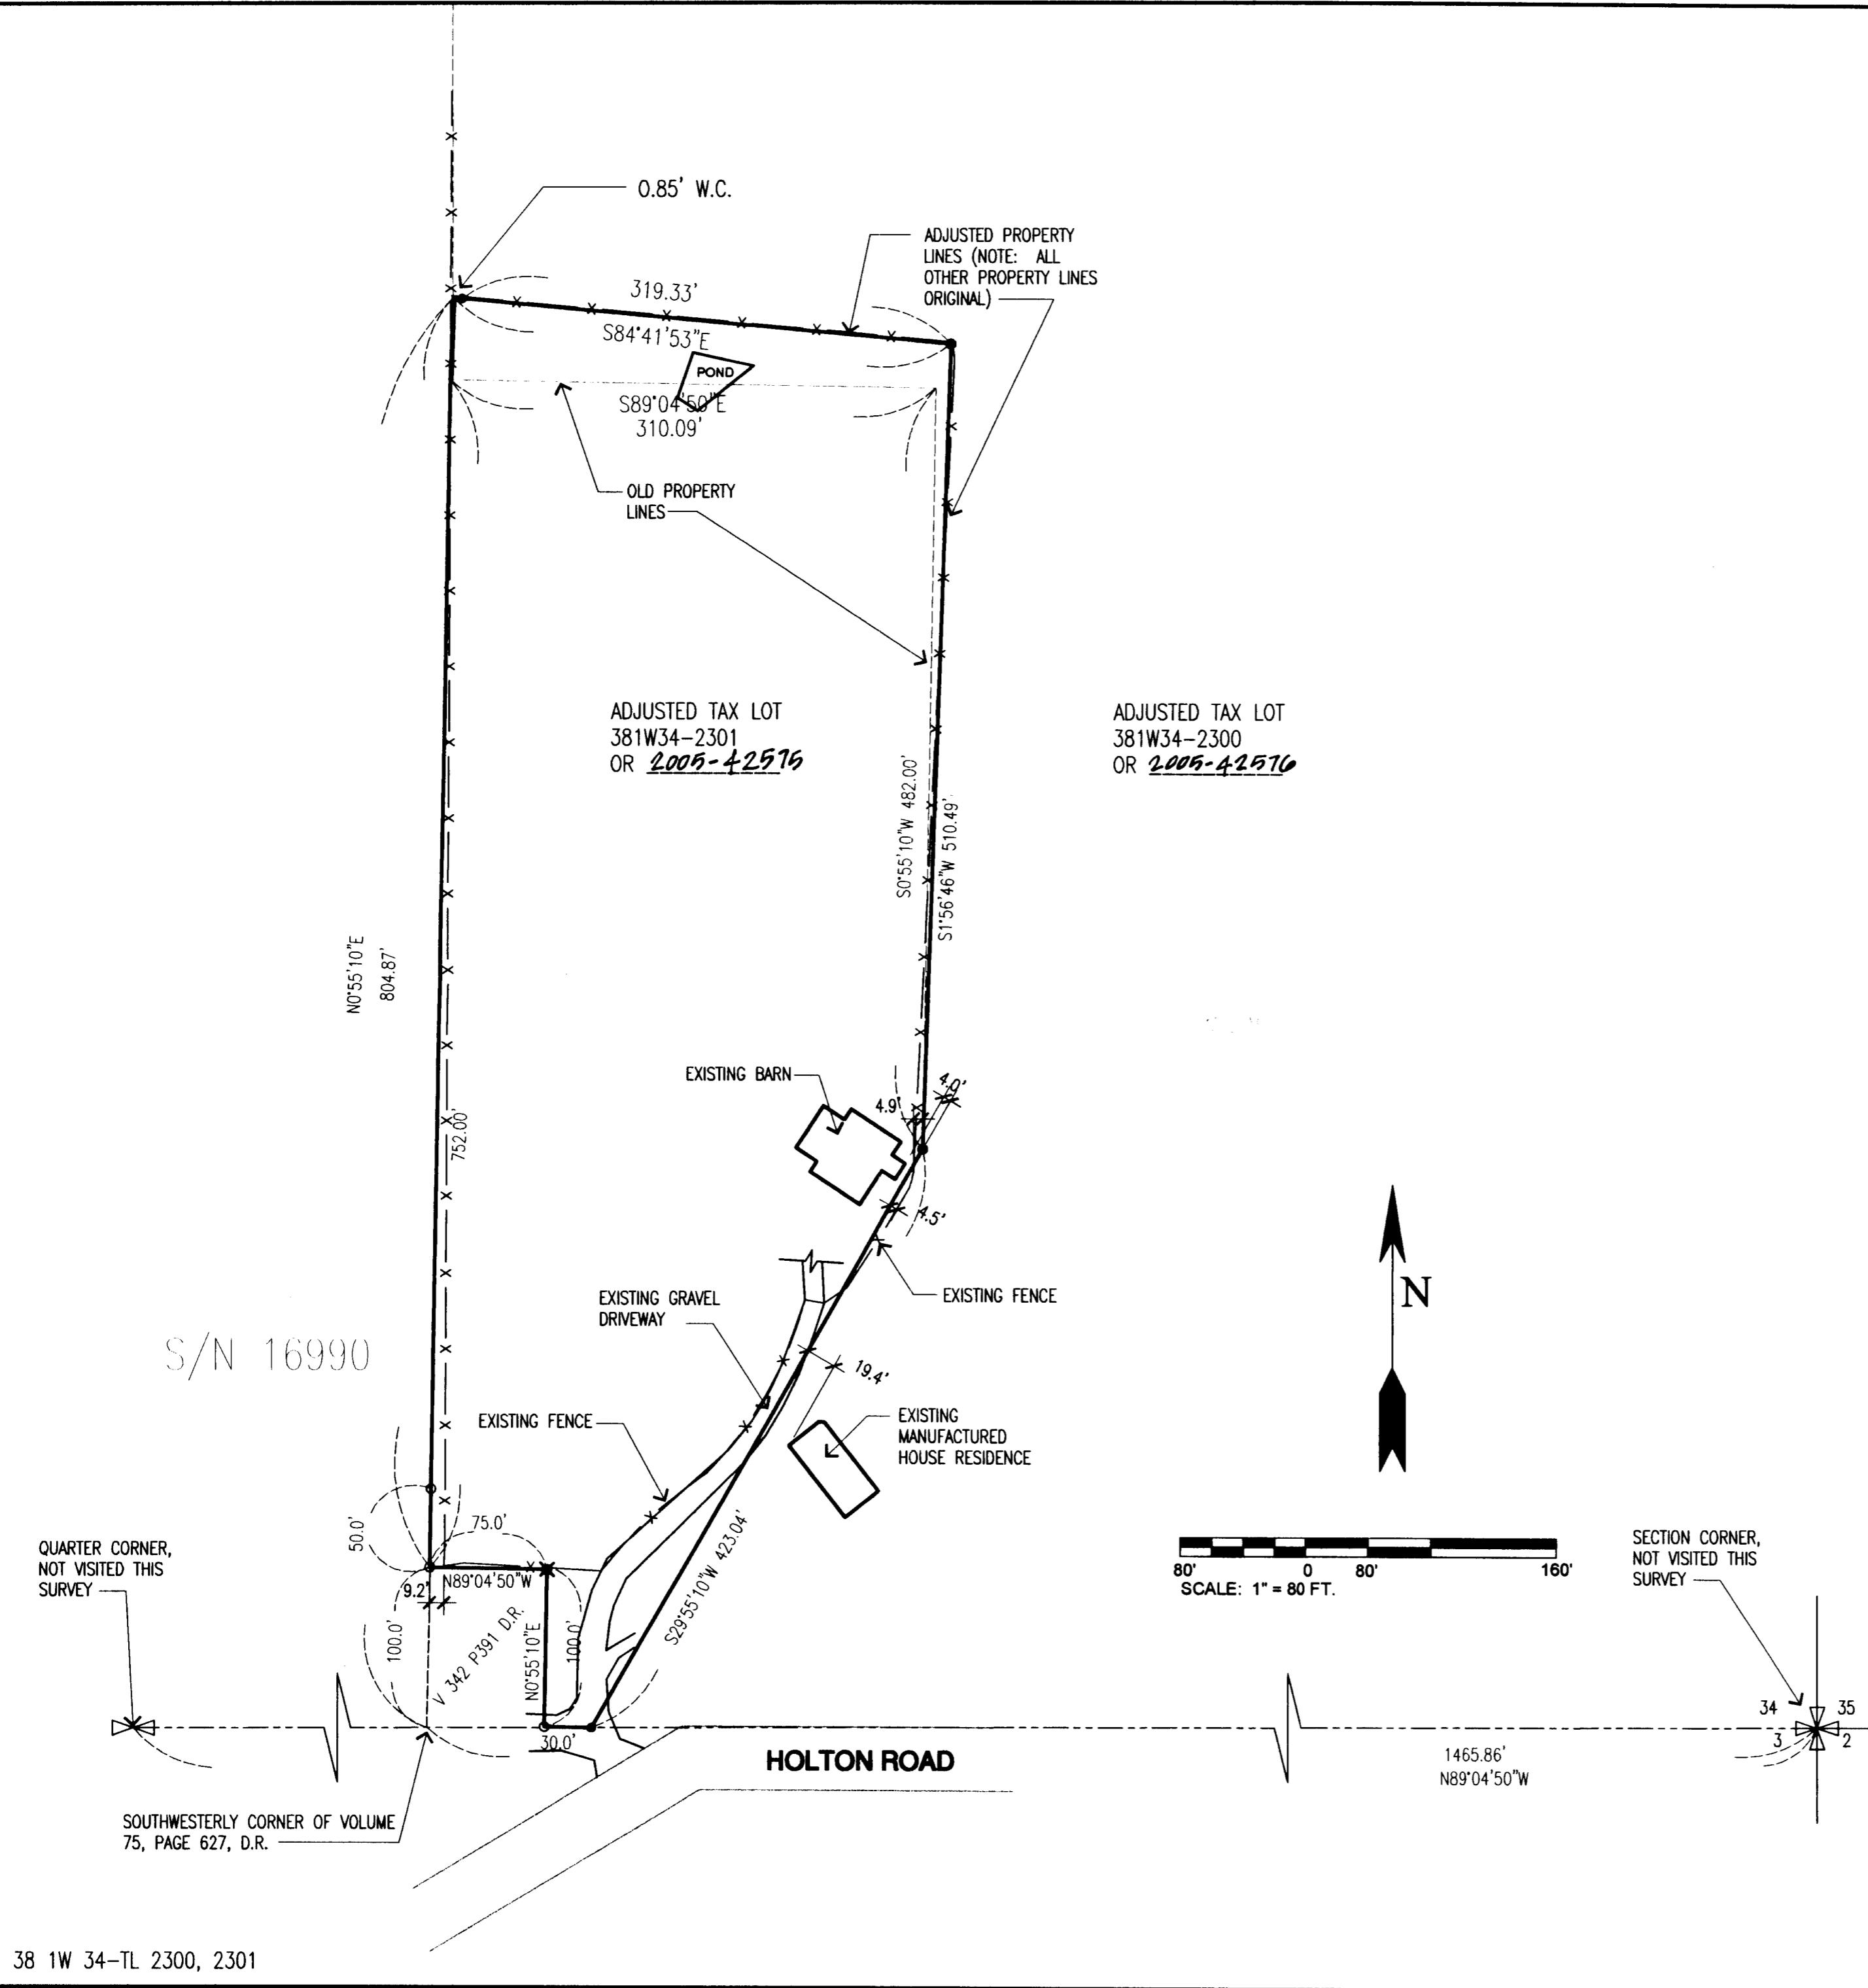 0.85' W.C.
ADJUSTED PROPERTY
LINES (NOTE: ALL
OTHER PROPERTY LINES
ORIGINAL)
319.33'
S84°41'53"E
POND
S89°04'50"E
310.09'
OLD PROPERTY
LINES
ADJUSTED TAX LOT
381W34-2301
OR 2005-42575
ADJUSTED TAX LOT
381W34-2300
OR 2005-42576
S0°55'10"W 482.00'
S1°56'46"W 510.49'
N0°55'10"E
804.87'
752.00'
EXISTING BARN
4.9'
4.0'
4.5'
EXISTING FENCE
EXISTING GRAVEL
DRIVEWAY
N
S/N 16990
19.4'
EXISTING FENCE
EXISTING
MANUFACTURED
HOUSE RESIDENCE
50.0'
75.0'
S29°55'10"W 423.04'
QUARTER CORNER,
NOT VISITED THIS
SURVEY
9.2'
N89°04'50"W
80' 0 80' 160'
SCALE: 1" = 80 FT.
SECTION CORNER,
NOT VISITED THIS
SURVEY
100.0'
V 342 P391 D.R.
N0°55'10"E
100.0'
34 35
3 2
30.0'
HOLTON ROAD
1465.86'
N89°04'50"W
SOUTHWESTERLY CORNER OF VOLUME
75, PAGE 627, D.R.
38 1W 34-TL 2300, 2301